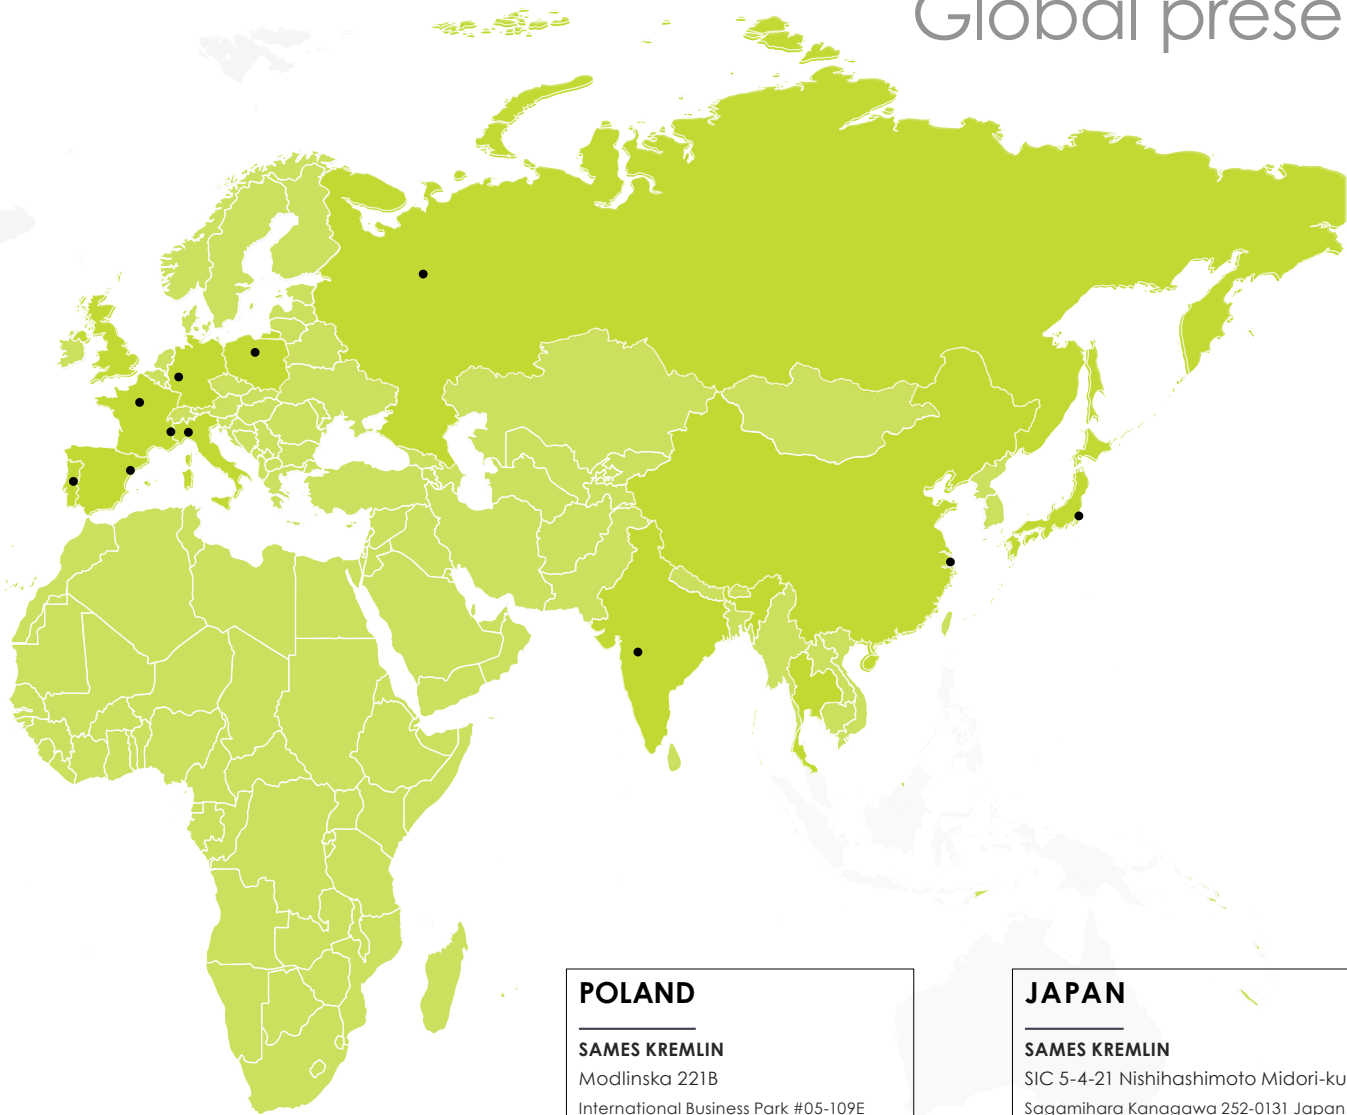 Global prese
POLAND
SAMES KREMLIN
Modlinska 221B
International Business Park #05-109E
JAPAN
SAMES KREMLIN
SIC 5-4-21 Nishihashimoto Midori-ku
Sagamihara Kanagawa 252-0131 Japan